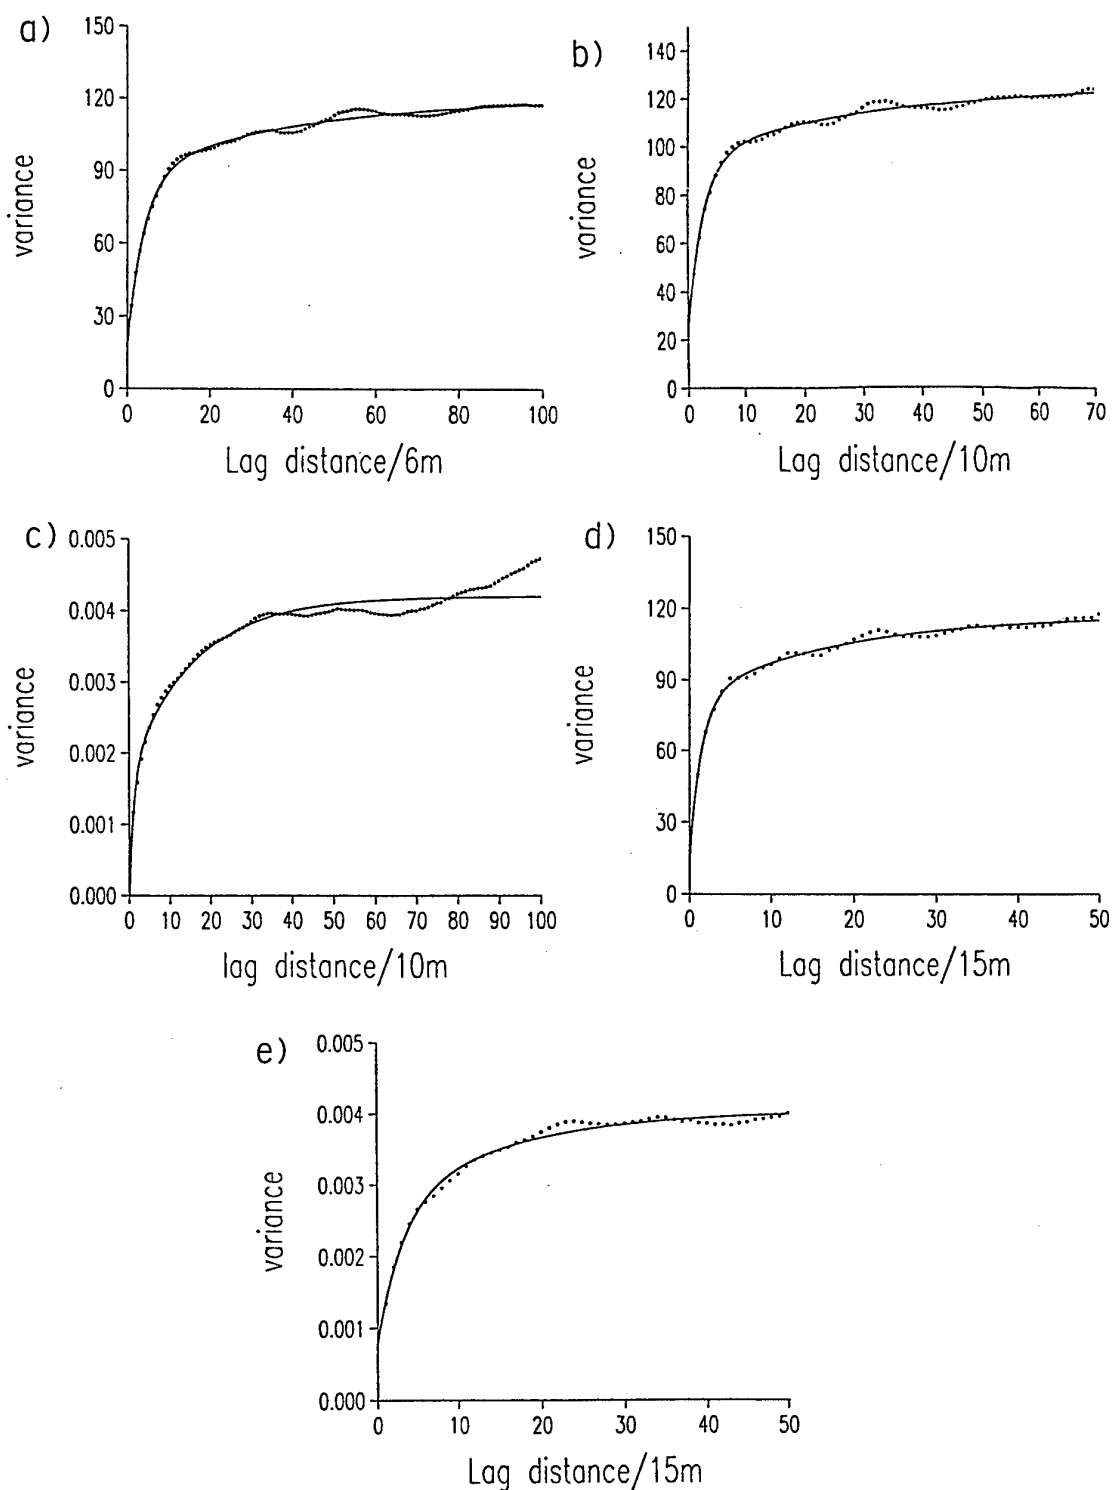 a)
150
120
90
60
30
0
variance
0 20 40 60 80 100
Lag distance/6m
b)
140
120
100
80
60
40
20
0
variance
0 10 20 30 40 50 60 70
Lag distance/10m
c)
0.005
0.004
0.003
0.002
0.001
0.000
variance
0 10 20 30 40 50 60 70 80 90 100
lag distance/10m
d)
150
120
90
60
30
0
variance
0 10 20 30 40 50
Lag distance/15m
e)
0.005
0.004
0.003
0.002
0.001
0.000
variance
0 10 20 30 40 50
Lag distance/15m